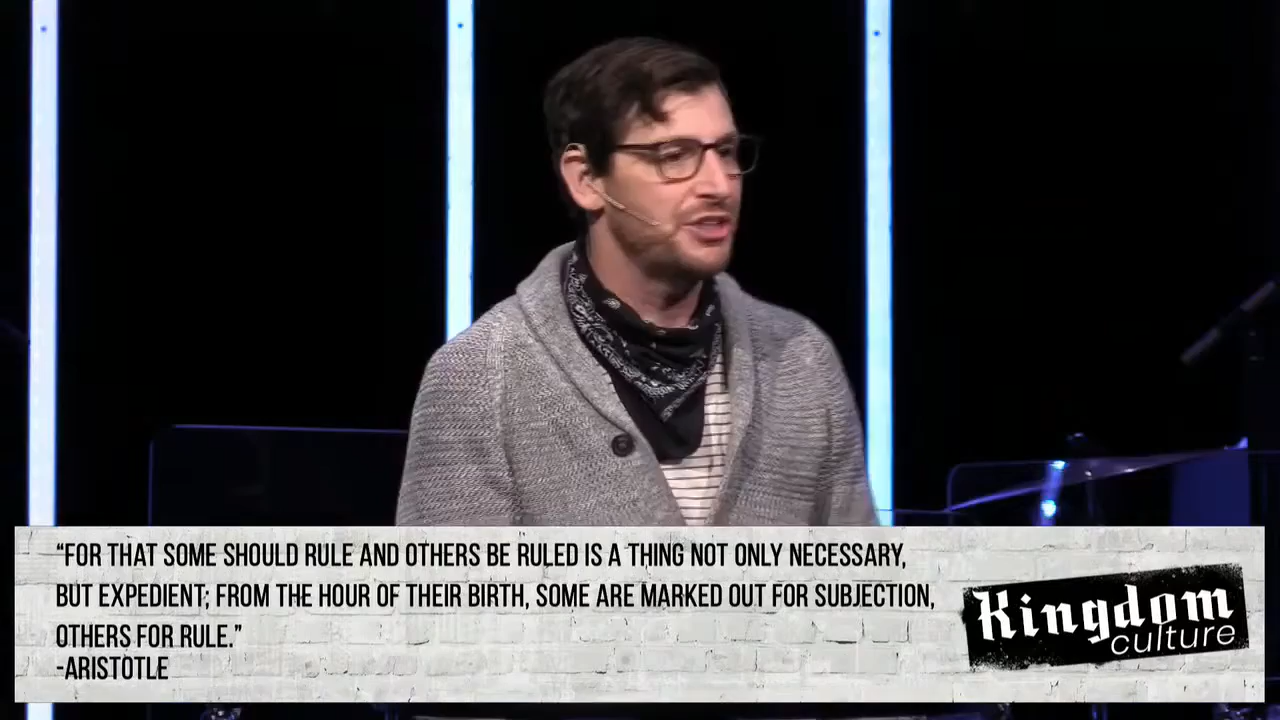 “FOR THAT SOME SHOULD RULE AND OTHERS BE RULED IS A THING NOT ONLY NECESSARY,
BUT EXPEDIENT; FROM THE HOUR OF THEIR BIRTH, SOME ARE MARKED OUT FOR SUBJECTION,
OTHERS FOR RULE.”
-ARISTOTLE
Kingdom
culture